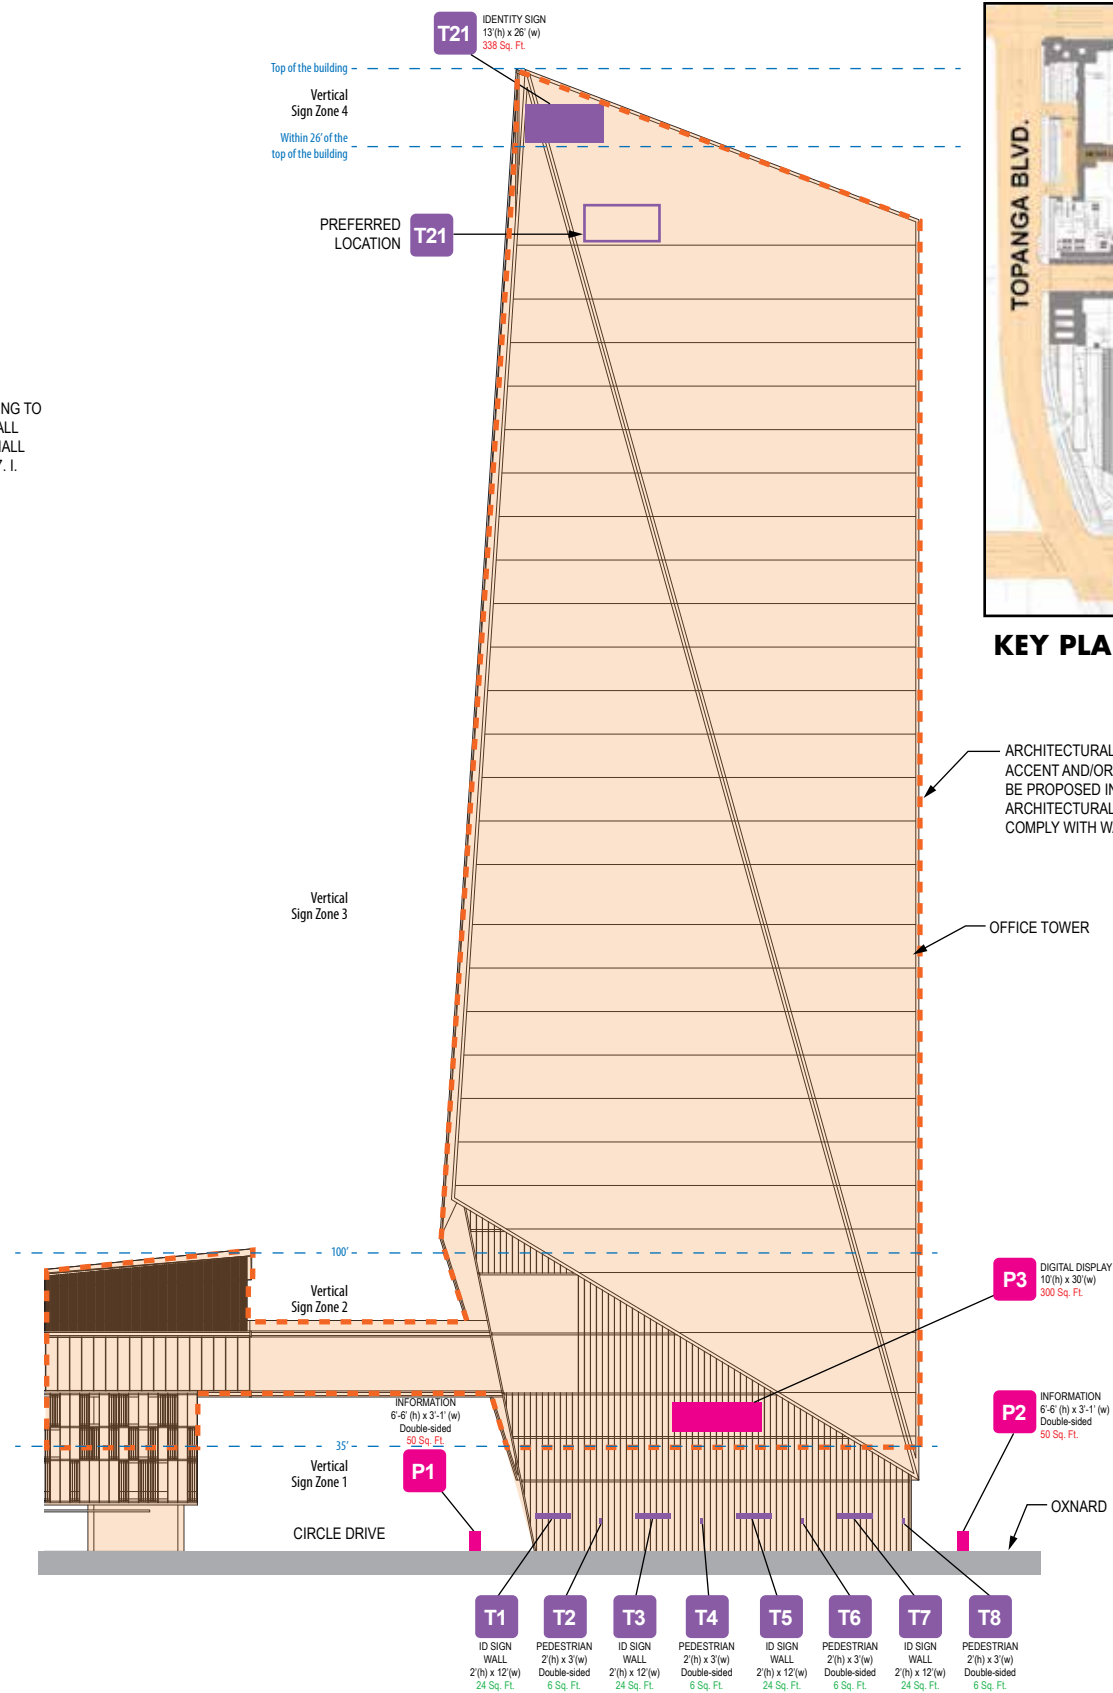 T21
IDENTITY SIGN
13'(h) x 26' (w)
338 Sq. Ft.
Top of the building
Vertical
Sign Zone 4
Within 26' of the
top of the building
PREFERRED
LOCATION
T21
TOPANGA BLVD.
NG TO
ALL
HALL
7. I.
KEY PLA
ARCHITECTURAL
ACCENT AND/OR
BE PROPOSED IN
ARCHITECTURAL
COMPLY WITH WA
Vertical
Sign Zone 3
OFFICE TOWER
100'
Vertical
Sign Zone 2
P3
DIGITAL DISPLAY
10'(h) x 30'(w)
300 Sq. Ft.
INFORMATION
6'-6' (h) x 3'-1' (w)
Double-sided
50 Sq. Ft.
P1
P2
INFORMATION
6'-6' (h) x 3'-1' (w)
Double-sided
50 Sq. Ft.
35'
Vertical
Sign Zone 1
CIRCLE DRIVE
OXNARD
T1
ID SIGN
WALL
2'(h) x 12'(w)
24 Sq. Ft.
T2
PEDESTRIAN
2'(h) x 3'(w)
Double-sided
6 Sq. Ft.
T3
ID SIGN
WALL
2'(h) x 12'(w)
24 Sq. Ft.
T4
PEDESTRIAN
2'(h) x 3'(w)
Double-sided
6 Sq. Ft.
T5
ID SIGN
WALL
2'(h) x 12'(w)
24 Sq. Ft.
T6
PEDESTRIAN
2'(h) x 3'(w)
Double-sided
6 Sq. Ft.
T7
ID SIGN
WALL
2'(h) x 12'(w)
24 Sq. Ft.
T8
PEDESTRIAN
2'(h) x 3'(w)
Double-sided
6 Sq. Ft.